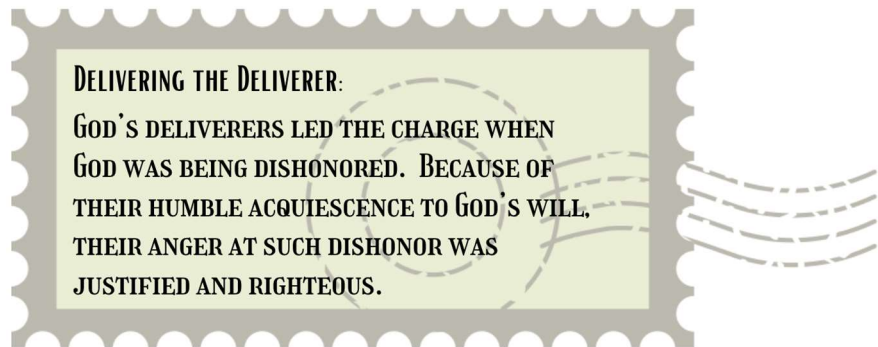 Delivering the Deliverer:
God's deliverers led the charge when
God was being dishonored. Because of
their humble acquiescence to God's will,
their anger at such dishonor was
justified and righteous.